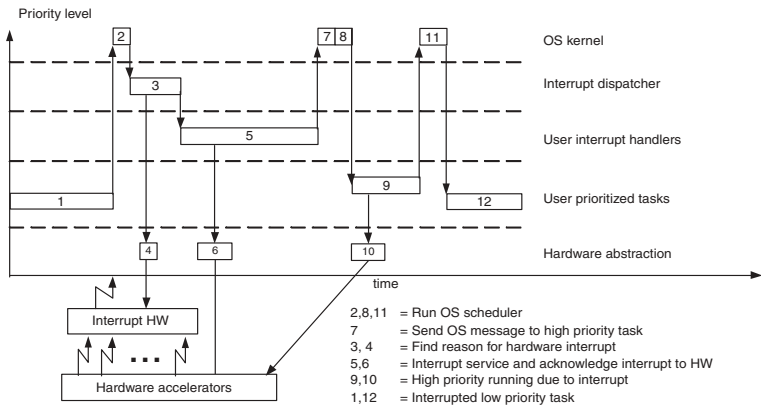 Priority level
2
7 8
11
OS kernel
3
Interrupt dispatcher
5
User interrupt handlers
9
1
12
User prioritized tasks
4
6
10
Hardware abstraction
time
Interrupt HW
Hardware accelerators
2,8,11 = Run OS scheduler
7 = Send OS message to high priority task
3, 4 = Find reason for hardware interrupt
5,6 = Interrupt service and acknowledge interrupt to HW
9,10 = High priority running due to interrupt
1,12 = Interrupted low priority task